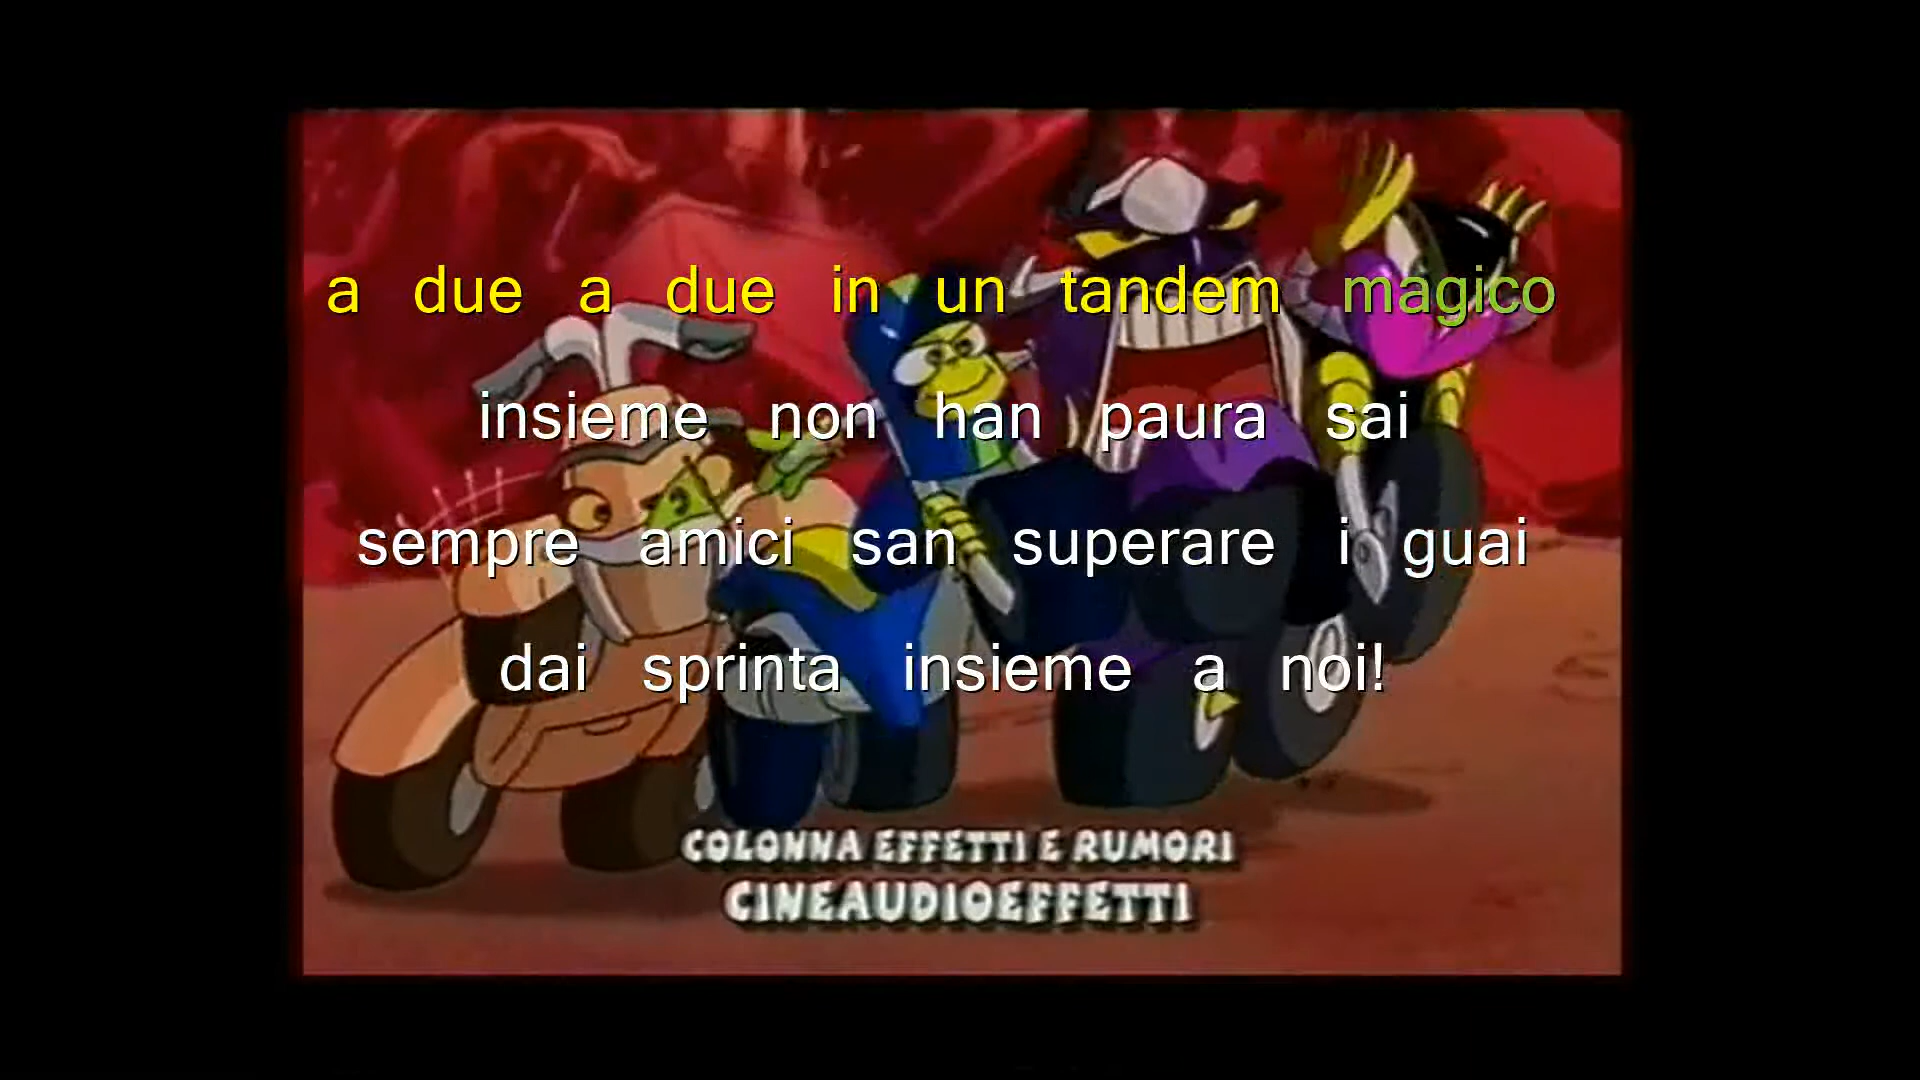 a due a due in un tandem magico
insieme non han paura sai
sempre amici san superare i guai
dai sprinta insieme a noi!
COLONNA EFFETTI E RUMORI
CINEAUDIOEFFETTI